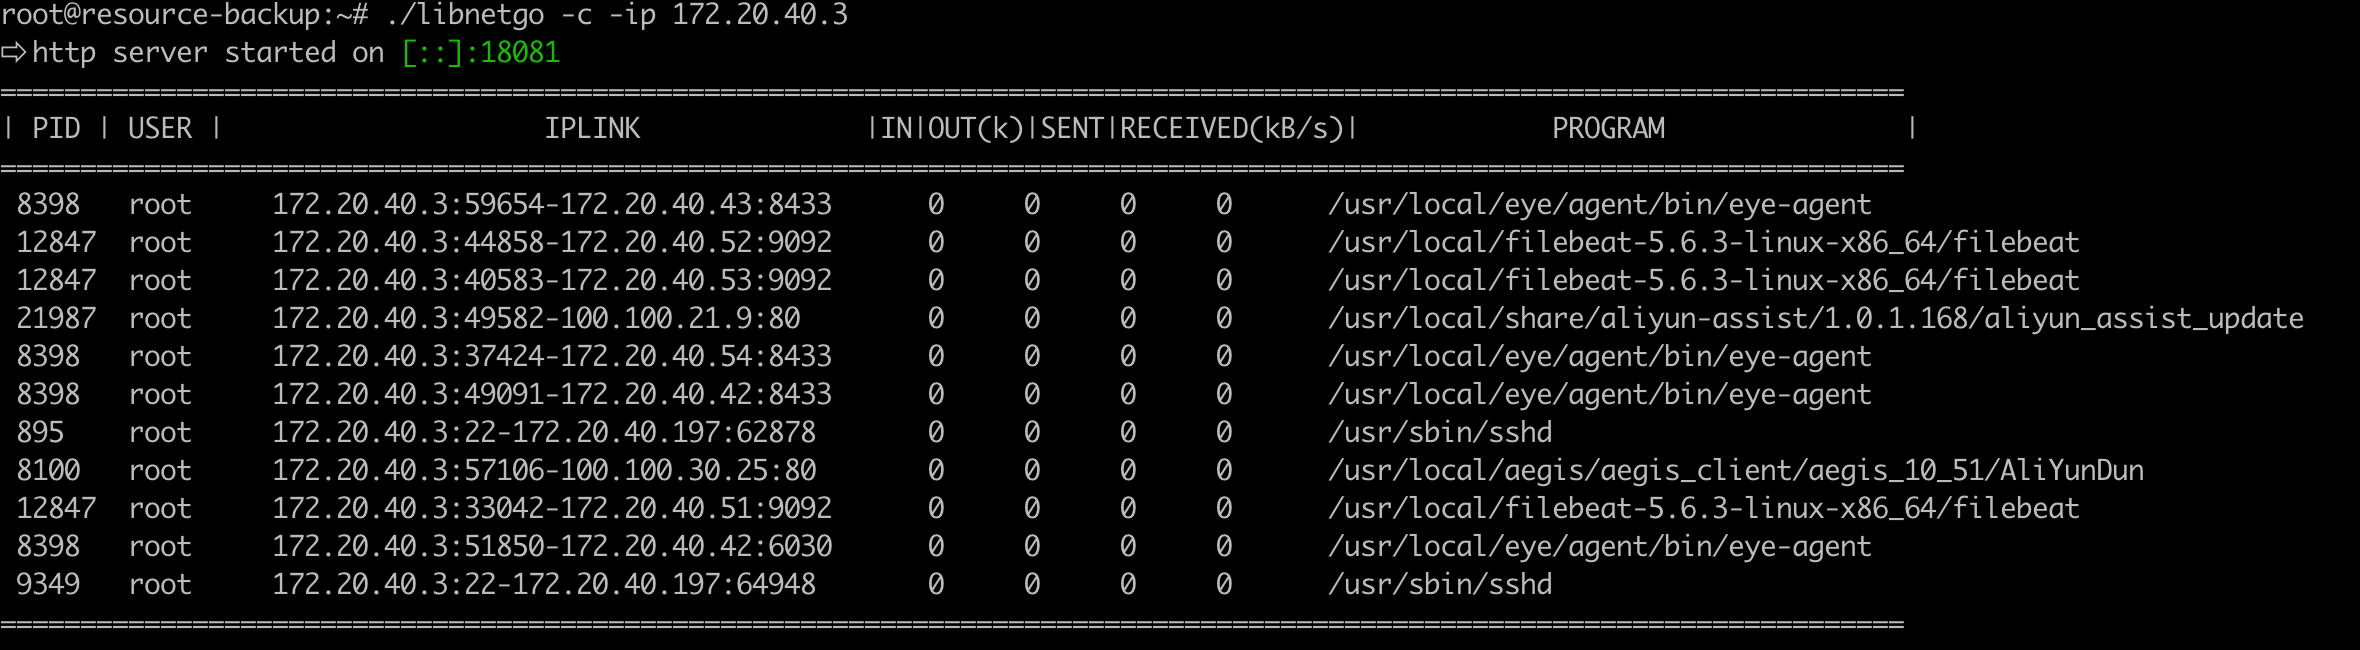 root@resource-backup:~# ./libnetgo -c -ip 172.20.40.3
⇨http server started on [::]:18081
=======================================================================================================================
| PID | USER |                    IPLINK              |IN|OUT(k)|SENT|RECEIVED(kB/s)|            PROGRAM               |
=======================================================================================================================
 8398   root     172.20.40.3:59654-172.20.40.43:8433      0     0     0     0      /usr/local/eye/agent/bin/eye-agent
 12847  root     172.20.40.3:44858-172.20.40.52:9092      0     0     0     0      /usr/local/filebeat-5.6.3-linux-x86_64/filebeat
 12847  root     172.20.40.3:40583-172.20.40.53:9092      0     0     0     0      /usr/local/filebeat-5.6.3-linux-x86_64/filebeat
 21987  root     172.20.40.3:49582-100.100.21.9:80        0     0     0     0      /usr/local/share/aliyun-assist/1.0.1.168/aliyun_assist_update
 8398   root     172.20.40.3:37424-172.20.40.54:8433      0     0     0     0      /usr/local/eye/agent/bin/eye-agent
 8398   root     172.20.40.3:49091-172.20.40.42:8433      0     0     0     0      /usr/local/eye/agent/bin/eye-agent
 895    root     172.20.40.3:22-172.20.40.197:62878       0     0     0     0      /usr/sbin/sshd
 8100   root     172.20.40.3:57106-100.100.30.25:80       0     0     0     0      /usr/local/aegis/aegis_client/aegis_10_51/AliYunDun
 12847  root     172.20.40.3:33042-172.20.40.51:9092      0     0     0     0      /usr/local/filebeat-5.6.3-linux-x86_64/filebeat
 8398   root     172.20.40.3:51850-172.20.40.42:6030      0     0     0     0      /usr/local/eye/agent/bin/eye-agent
 9349   root     172.20.40.3:22-172.20.40.197:64948       0     0     0     0      /usr/sbin/sshd
=======================================================================================================================